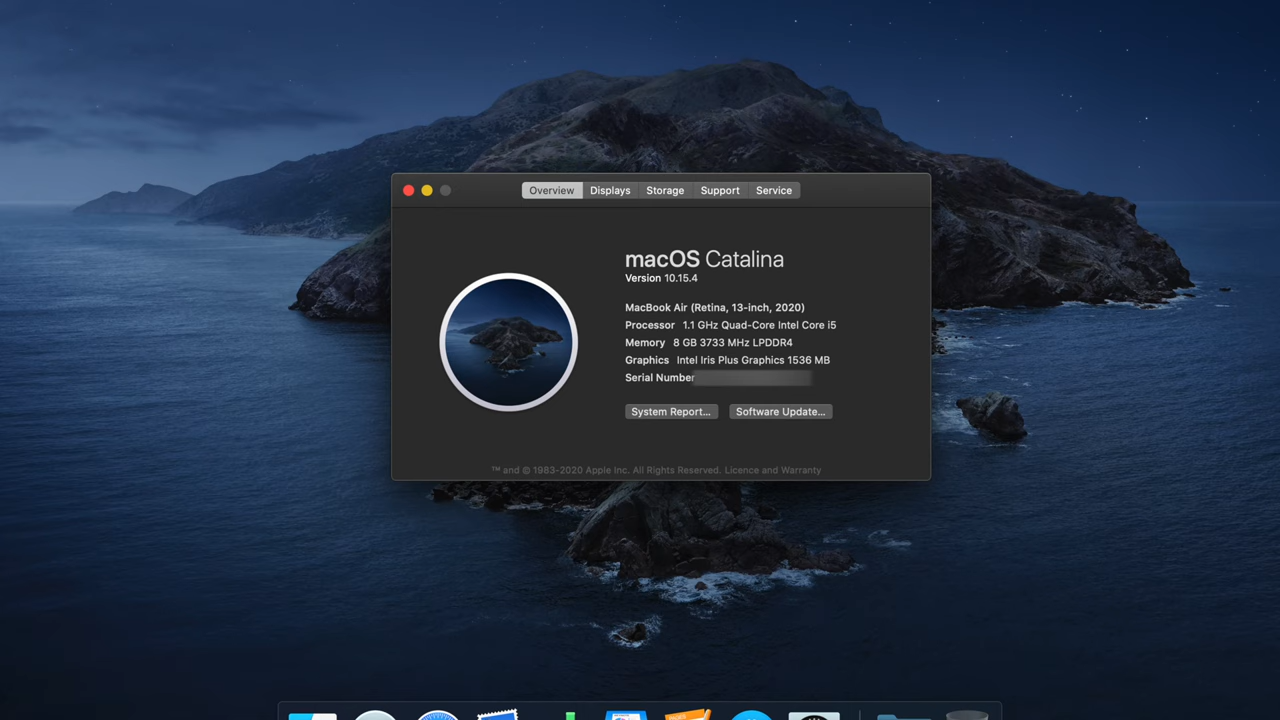 Overview Displays Storage Support Service
macOS Catalina
Version 10.15.4
MacBook Air (Retina, 13-inch, 2020)
Processor 1.1 GHz Quad-Core Intel Core i5
Memory 8 GB 3733 MHz LPDDR4
Graphics Intel Iris Plus Graphics 1536 MB
Serial Number
System Report... Software Update...
™ and © 1983-2020 Apple Inc. All Rights Reserved. Licence and Warranty